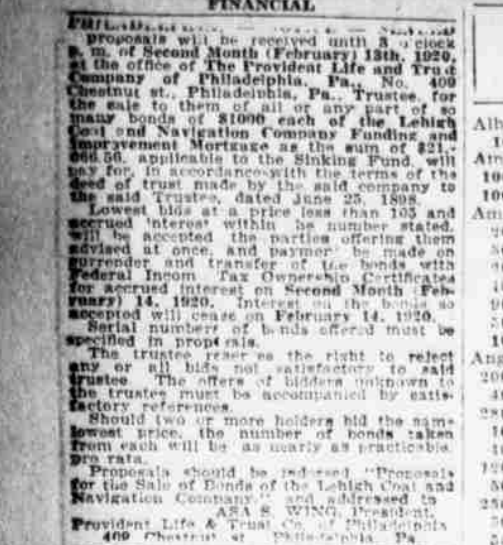 FINANCIAL
proposals will be received until 3 o'clock
p. m. of Second Month (February) 13th, 1920,
at the office of The Provident Life and Trust
Company of Philadelphia, Pa., No. 409
Chestnut st., Philadelphia, Pa., Trustee, for
the sale to them of all or any part of so
many bonds of $1000 each of the Lehigh
Coal and Navigation Company Funding and
Improvement Mortgage as the sum of $21,-
666.56, applicable to the Sinking Fund, will
pay for, in accordance with the terms of the
deed of trust made by the said company to
the said Trustee, dated June 25, 1898.
Lowest bids at a price less than 105 and
accrued interest within he number stated,
will be accepted the parties offering them
advised at once, and paymer be made on
surrender and transfer of the bonds with
Federal Incom Tax Ownership Certificates
for accrued interest on Second Month (Feb-
ruary) 14, 1920. Interest on the bonds so
accepted will cease on February 14, 1920.
Serial numbers of bonds offered must be
specified in proposals.
The trustee reserves the right to reject
any or all bids not satisfactory to said
trustee. The offers of bidders unknown to
the trustee must be accompanied by satis-
factory references.
Should two or more holders bid the same
lowest price, the number of bonds taken
from each will be as nearly as practicable
pro rata.
Proposals should be indorsed "Proposals
for the Sale of Bonds of the Lehigh Coal and
Navigation Company," and addressed to
ASA S. WING, President,
Provident Life & Trust Co. of Philadelphia
409 Chestnut st., Philadelphia, Pa.